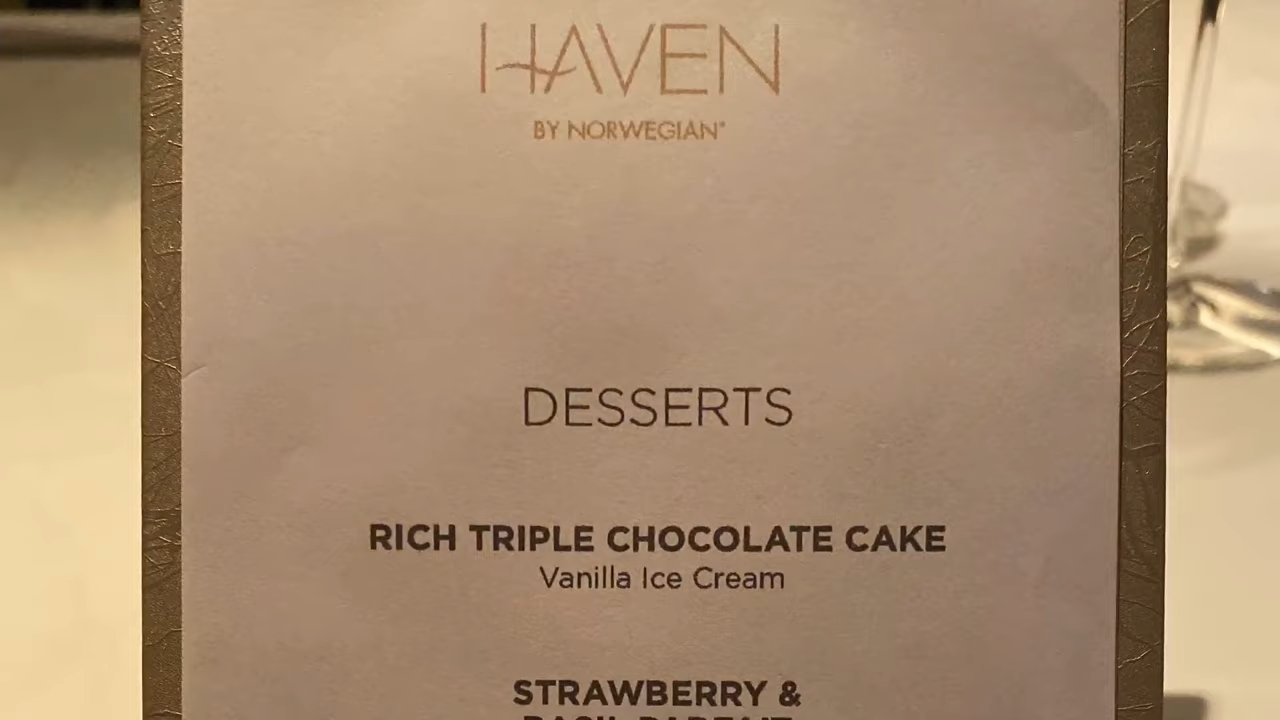 HAVEN
BY NORWEGIAN®
DESSERTS
RICH TRIPLE CHOCOLATE CAKE
Vanilla Ice Cream
STRAWBERRY &